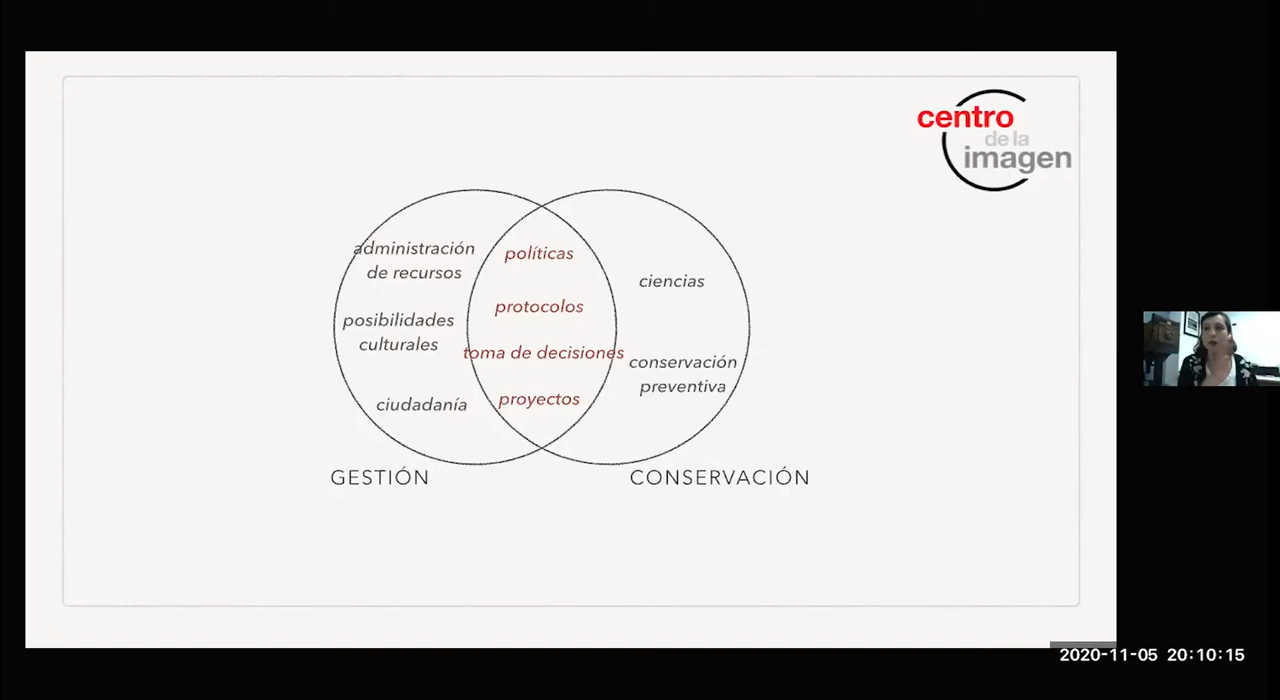 centro
de la
imagen
administración
de recursos
posibilidades
culturales
ciudadanía
políticas
protocolos
toma de decisiones
proyectos
ciencias
conservación
preventiva
GESTIÓN
CONSERVACIÓN
2020-11-05 20:10:15